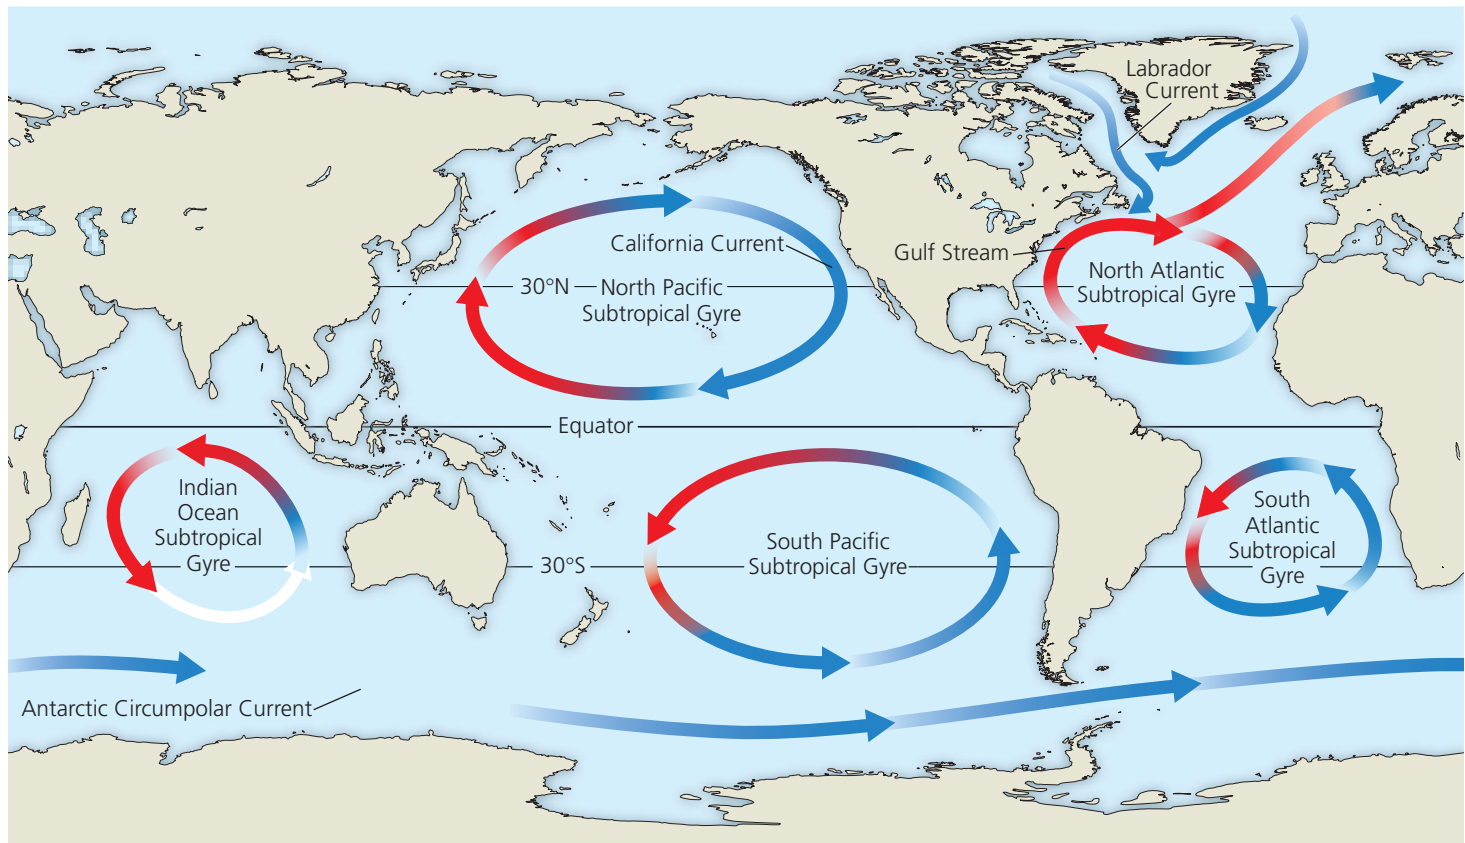 Labrador
Current
California Current
Gulf Stream
North Atlantic
Subtropical Gyre
30°N
North Pacific
Subtropical Gyre
Equator
Indian
Ocean
Subtropical
Gyre
30°S
South Pacific
Subtropical Gyre
South
Atlantic
Subtropical
Gyre
Antarctic Circumpolar Current